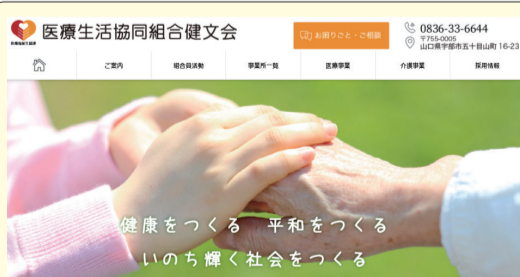 医療生活協同組合健文会
お困りごと・ご相談
0836-33-6644
〒755-0005
山口県宇部市五十目山町 16-23
ご案内
組合員活動
事業所一覧
医療事業
介護事業
採用情報
健康をつくる 平和をつくる
いのち輝く社会をつくる